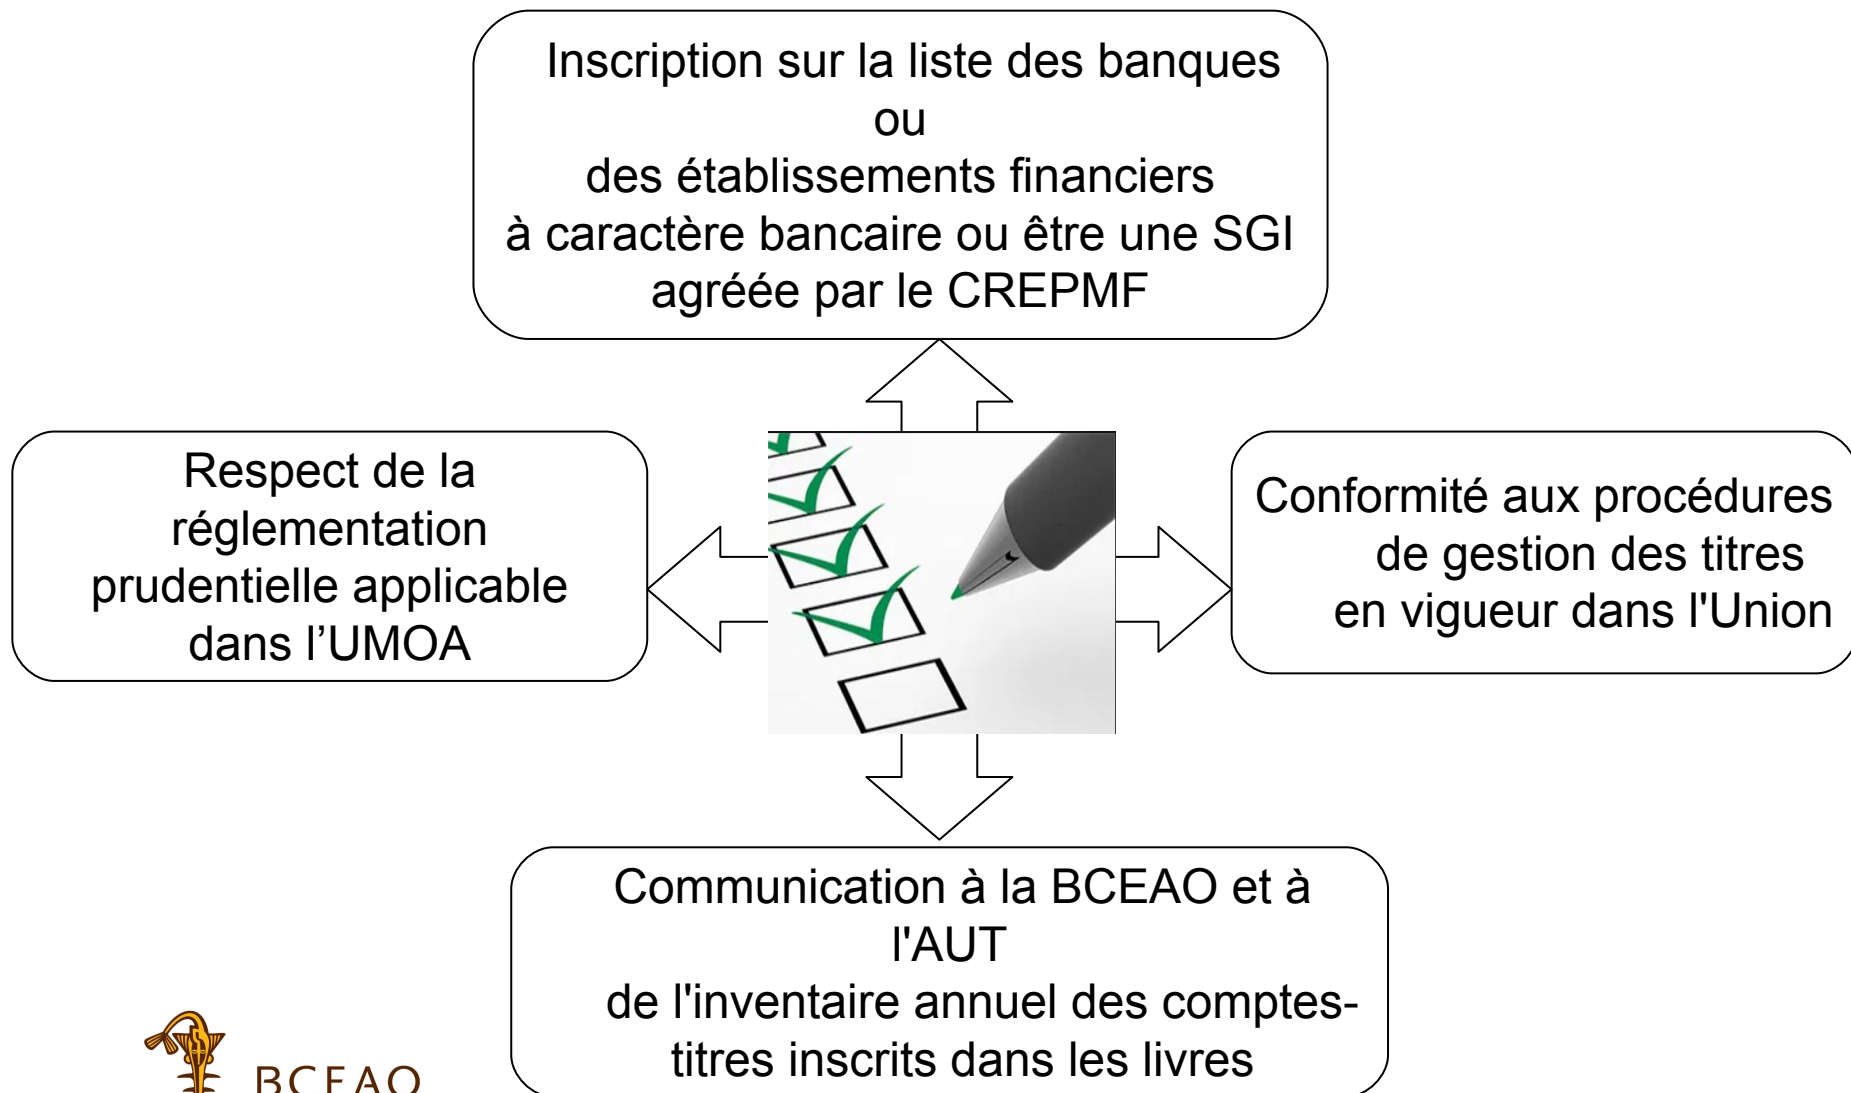 Inscription sur la liste des banques
ou
des établissements financiers
à caractère bancaire ou être une SGI
agréée par le CREPMF
Respect de la
réglementation
prudentielle applicable
dans l’UMOA
Conformité aux procédures
de gestion des titres
en vigueur dans l'Union
Communication à la BCEAO et à
l'AUT
de l'inventaire annuel des comptes-
titres inscrits dans les livres
BCEAO